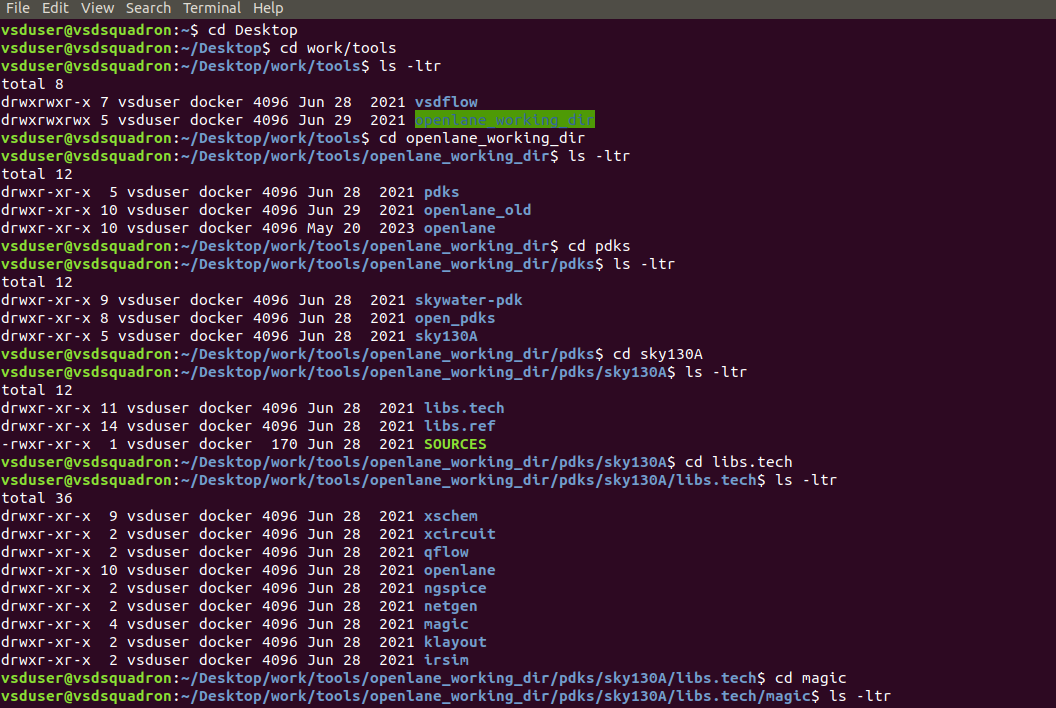 File Edit View Search Terminal Help
vsduser@vsdsquadron:~$ cd Desktop
vsduser@vsdsquadron:~/Desktop$ cd work/tools
vsduser@vsdsquadron:~/Desktop/work/tools$ ls -ltr
total 8
drwxrwxr-x 7 vsduser docker 4096 Jun 28  2021 vsdflow
drwxrwxrwx 5 vsduser docker 4096 Jun 29  2021 openlane_working_dir
vsduser@vsdsquadron:~/Desktop/work/tools$ cd openlane_working_dir
vsduser@vsdsquadron:~/Desktop/work/tools/openlane_working_dir$ ls -ltr
total 12
drwxr-xr-x  5 vsduser docker 4096 Jun 28  2021 pdks
drwxr-xr-x 10 vsduser docker 4096 Jun 29  2021 openlane_old
drwxr-xr-x 10 vsduser docker 4096 May 20  2023 openlane
vsduser@vsdsquadron:~/Desktop/work/tools/openlane_working_dir$ cd pdks
vsduser@vsdsquadron:~/Desktop/work/tools/openlane_working_dir/pdks$ ls -ltr
total 12
drwxr-xr-x 9 vsduser docker 4096 Jun 28  2021 skywater-pdk
drwxr-xr-x 8 vsduser docker 4096 Jun 28  2021 open_pdks
drwxr-xr-x 5 vsduser docker 4096 Jun 28  2021 sky130A
vsduser@vsdsquadron:~/Desktop/work/tools/openlane_working_dir/pdks$ cd sky130A
vsduser@vsdsquadron:~/Desktop/work/tools/openlane_working_dir/pdks/sky130A$ ls -ltr
total 12
drwxr-xr-x 11 vsduser docker 4096 Jun 28  2021 libs.tech
drwxr-xr-x 14 vsduser docker 4096 Jun 28  2021 libs.ref
-rwxr-xr-x  1 vsduser docker  170 Jun 28  2021 SOURCES
vsduser@vsdsquadron:~/Desktop/work/tools/openlane_working_dir/pdks/sky130A$ cd libs.tech
vsduser@vsdsquadron:~/Desktop/work/tools/openlane_working_dir/pdks/sky130A/libs.tech$ ls -ltr
total 36
drwxr-xr-x  9 vsduser docker 4096 Jun 28  2021 xschem
drwxr-xr-x  2 vsduser docker 4096 Jun 28  2021 xcircuit
drwxr-xr-x  2 vsduser docker 4096 Jun 28  2021 qflow
drwxr-xr-x 10 vsduser docker 4096 Jun 28  2021 openlane
drwxr-xr-x  2 vsduser docker 4096 Jun 28  2021 ngspice
drwxr-xr-x  2 vsduser docker 4096 Jun 28  2021 netgen
drwxr-xr-x  4 vsduser docker 4096 Jun 28  2021 magic
drwxr-xr-x  2 vsduser docker 4096 Jun 28  2021 klayout
drwxr-xr-x  2 vsduser docker 4096 Jun 28  2021 irsim
vsduser@vsdsquadron:~/Desktop/work/tools/openlane_working_dir/pdks/sky130A/libs.tech$ cd magic
vsduser@vsdsquadron:~/Desktop/work/tools/openlane_working_dir/pdks/sky130A/libs.tech/magic$ ls -ltr